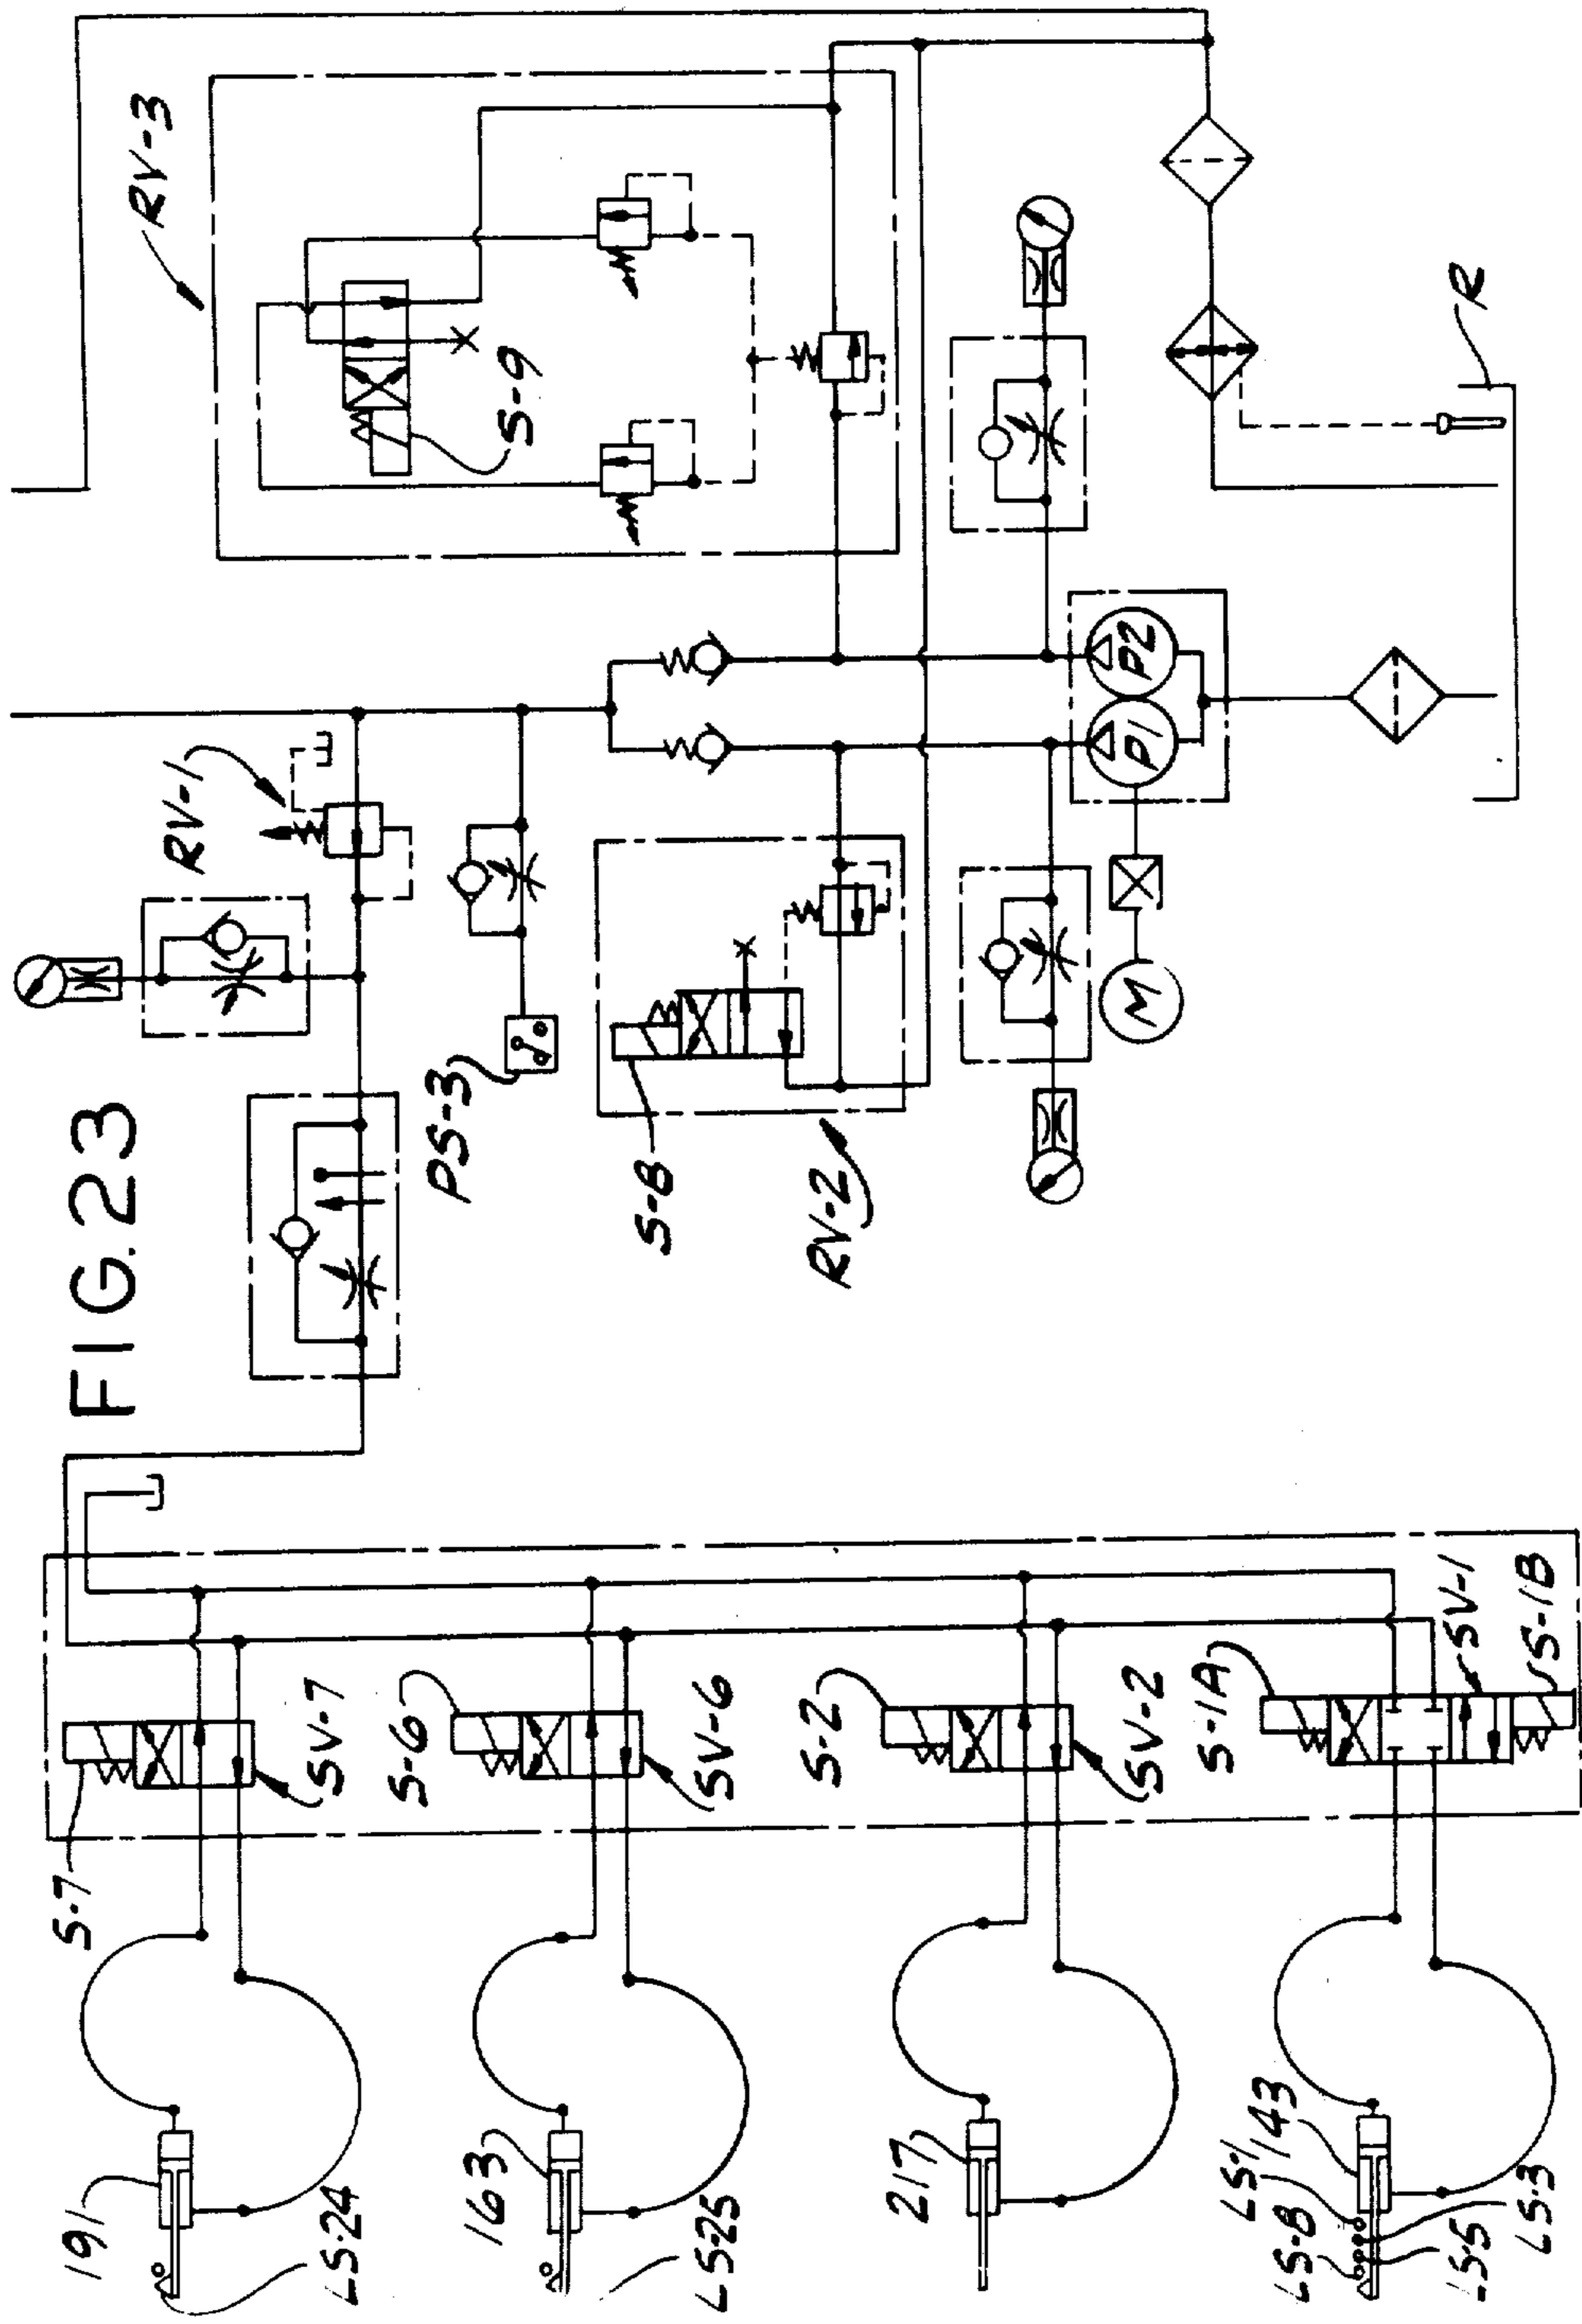 FIG. 23
RV-3
S-9
R
RV-1
PS-3
S-8
RV-2
P1
P2
M
S-7
SV-7
S-6
SV-6
S-2
SV-2
S-1A
SV-1
S-1B
191
LS-24
163
LS-25
217
LS-1
143
LS-8
LS-5
LS-3